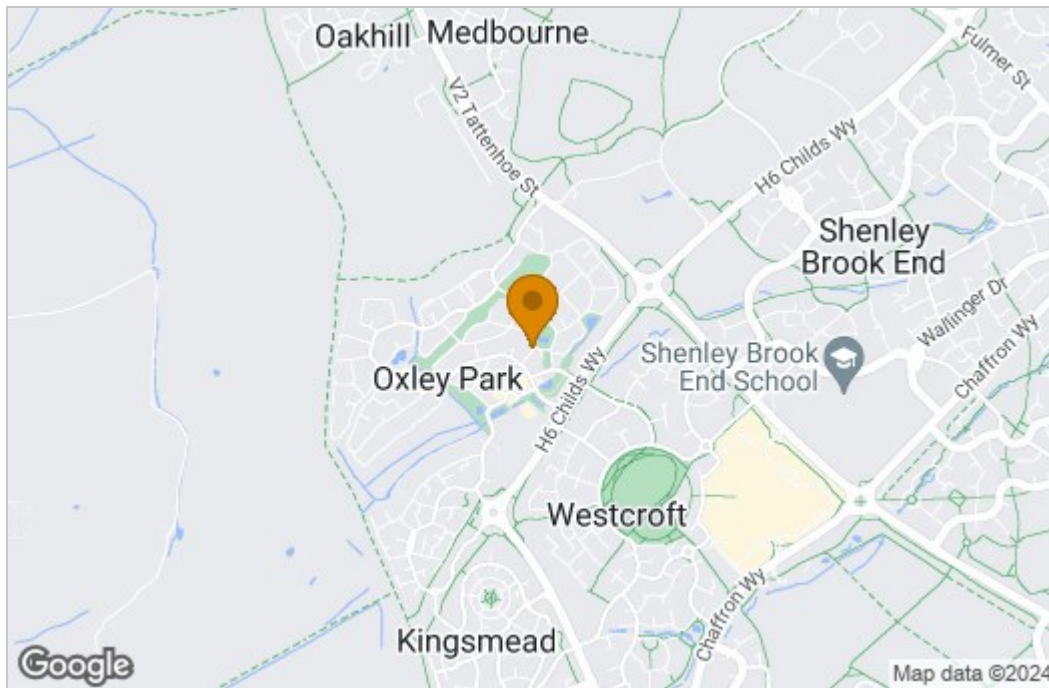 Oakhill
Medbourne
Fulmer St
V2 Tattenhoe St
H6 Childs Wy
Shenley
Brook End
Wallinger Dr
Chaffron Wy
Shenley Brook
End School
Oxley Park
H6 Childs Wy
Westcroft
Chaffron Wy
Kingsmead
Google
Map data ©2024